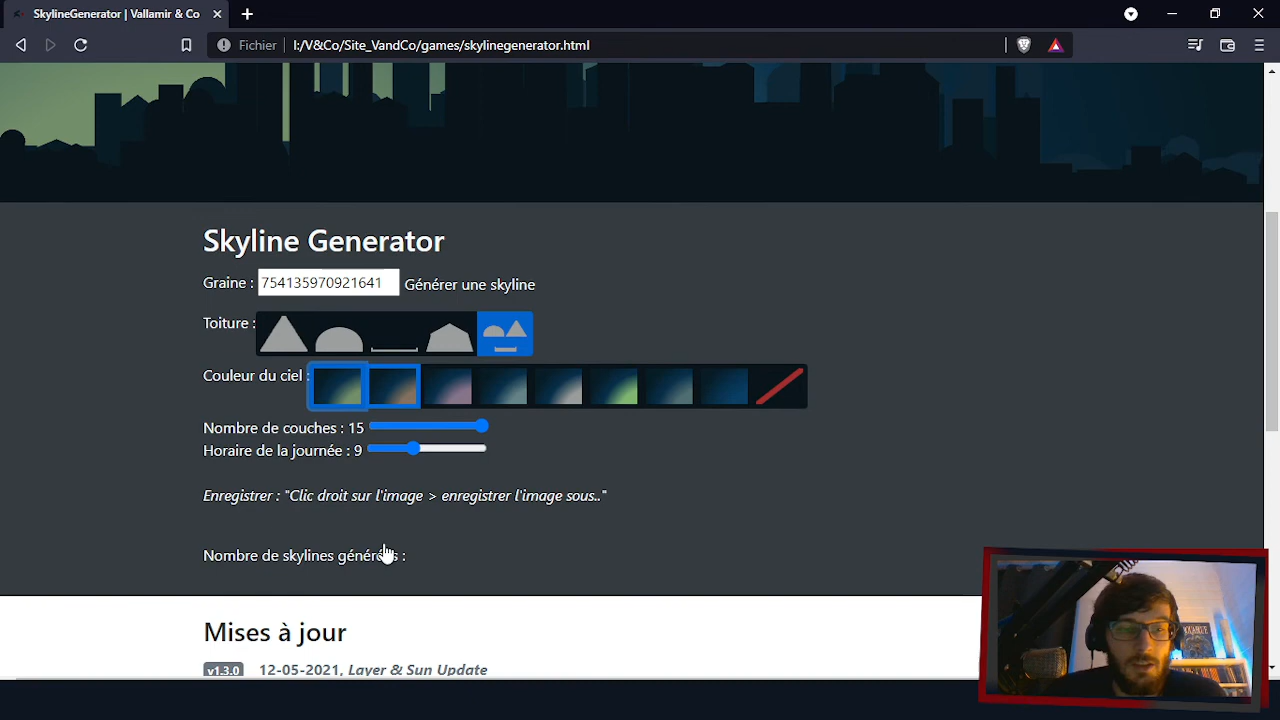 SkylineGenerator | Vallamir & Co
Fichier I:/V&Co/Site_VandCo/games/skylinegenerator.html
Skyline Generator
Graine : 754135970921641 Générer une skyline
Toiture :
Couleur du ciel :
Nombre de couches : 15
Horaire de la journée : 9
Enregistrer : "Clic droit sur l'image > enregistrer l'image sous.."
Nombre de skylines générées :
Mises à jour
v1.3.0 12-05-2021, Layer & Sun Update